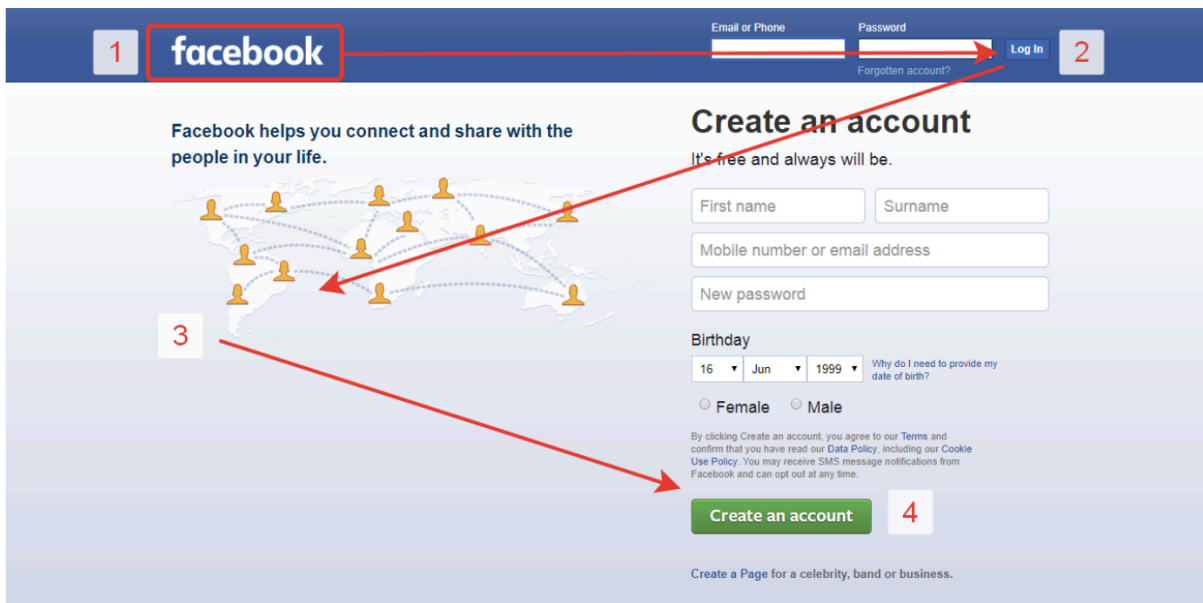 1
facebook
Email or Phone
Password
Log In
2
Forgotten account?
Facebook helps you connect and share with the
people in your life.
3
Create an account
It's free and always will be.
First name
Surname
Mobile number or email address
New password
Birthday
16 Jun 1999
Why do I need to provide my
date of birth?
Female Male
By clicking Create an account, you agree to our Terms and
confirm that you have read our Data Policy, including our Cookie
Use Policy. You may receive SMS message notifications from
Facebook and can opt out at any time.
Create an account
4
Create a Page for a celebrity, band or business.